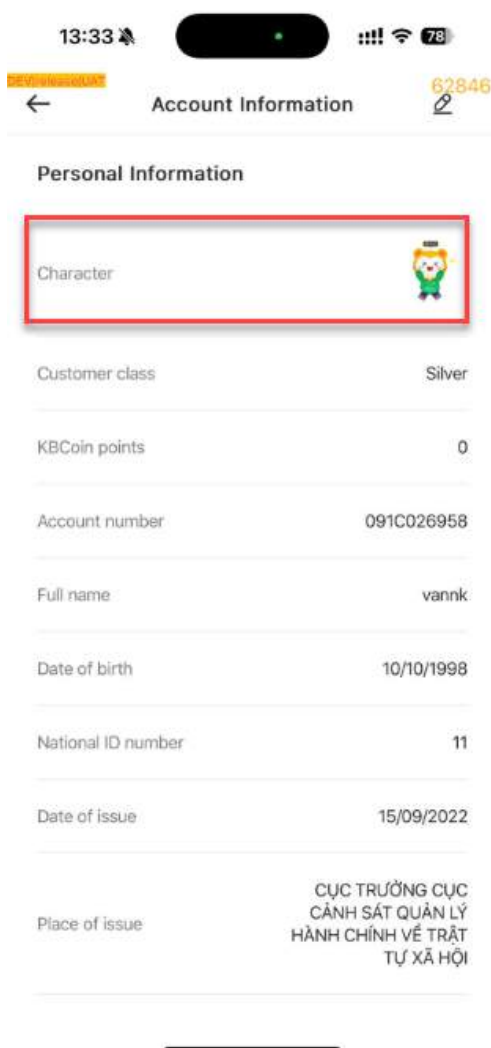 13:33
78
DEV|release|UAT
62846
Account Information
Personal Information
Character
Customer class
Silver
KBCoin points
0
Account number
091C026958
Full name
vannk
Date of birth
10/10/1998
National ID number
11
Date of issue
15/09/2022
Place of issue
CỤC TRƯỞNG CỤC
CẢNH SÁT QUẢN LÝ
HÀNH CHÍNH VỀ TRẬT
TỰ XÃ HỘI